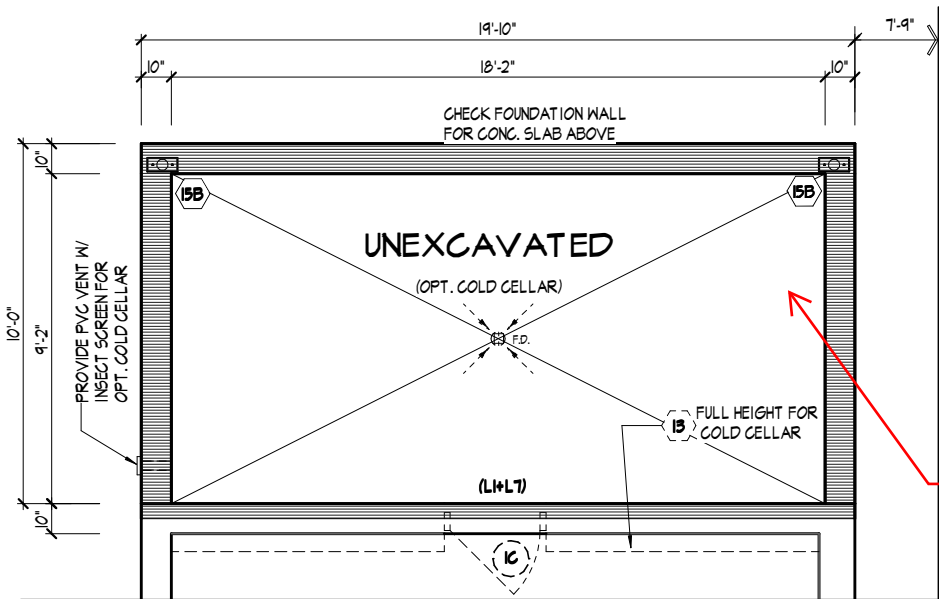 19'-10"
7'-9"
10"
18'-2"
10"
CHECK FOUNDATION WALL
FOR CONC. SLAB ABOVE
10"
15B
15B
UNEXCAVATED
(OPT. COLD CELLAR)
F.D.
PROVIDE PVC VENT W/
INSECT SCREEN FOR
OPT. COLD CELLAR
10'-0"
9'-2"
13
FULL HEIGHT FOR
COLD CELLAR
(L1+L7)
10"
1C